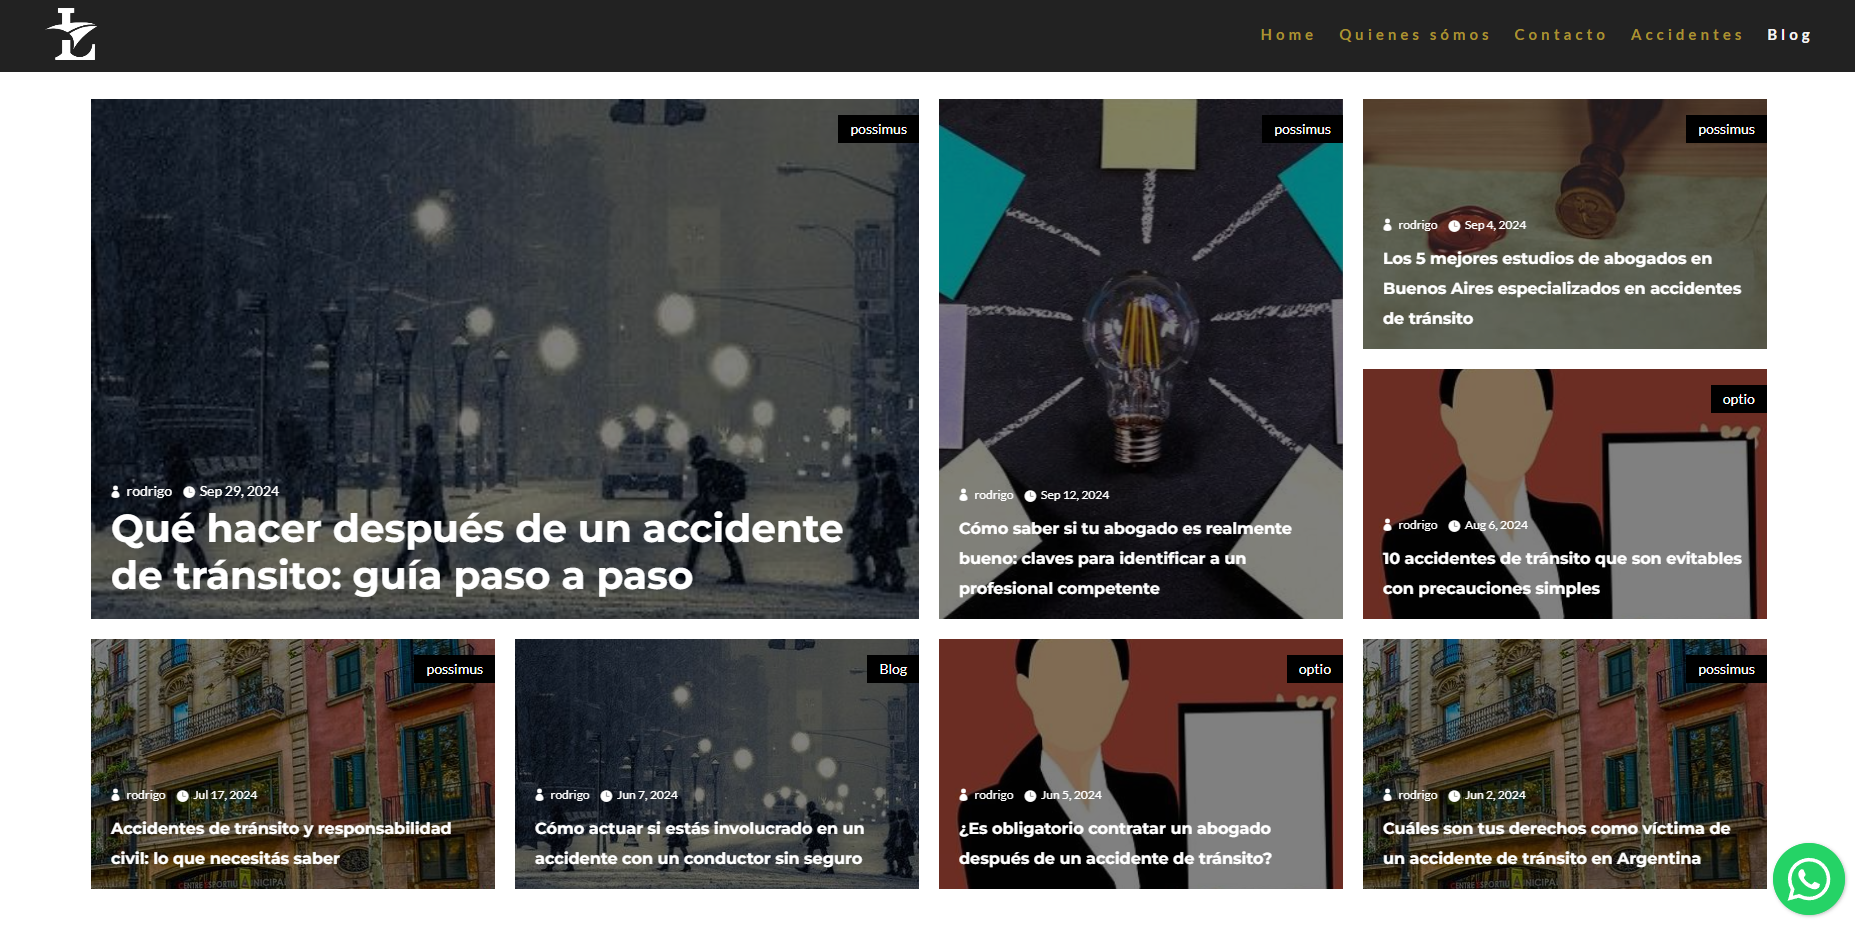 L
Home Quienes sómos Contacto Accidentes Blog
possimus
rodrigo Sep 29, 2024
Qué hacer después de un accidente
de tránsito: guía paso a paso
possimus
rodrigo Sep 12, 2024
Cómo saber si tu abogado es realmente
bueno: claves para identificar a un
profesional competente
possimus
rodrigo Sep 4, 2024
Los 5 mejores estudios de abogados en
Buenos Aires especializados en accidentes
de tránsito
optio
rodrigo Aug 6, 2024
10 accidentes de tránsito que son evitables
con precauciones simples
possimus
rodrigo Jul 17, 2024
Accidentes de tránsito y responsabilidad
civil: lo que necesitás saber
Blog
rodrigo Jun 7, 2024
Cómo actuar si estás involucrado en un
accidente con un conductor sin seguro
optio
rodrigo Jun 5, 2024
¿Es obligatorio contratar un abogado
después de un accidente de tránsito?
possimus
rodrigo Jun 2, 2024
Cuáles son tus derechos como víctima de
un accidente de tránsito en Argentina